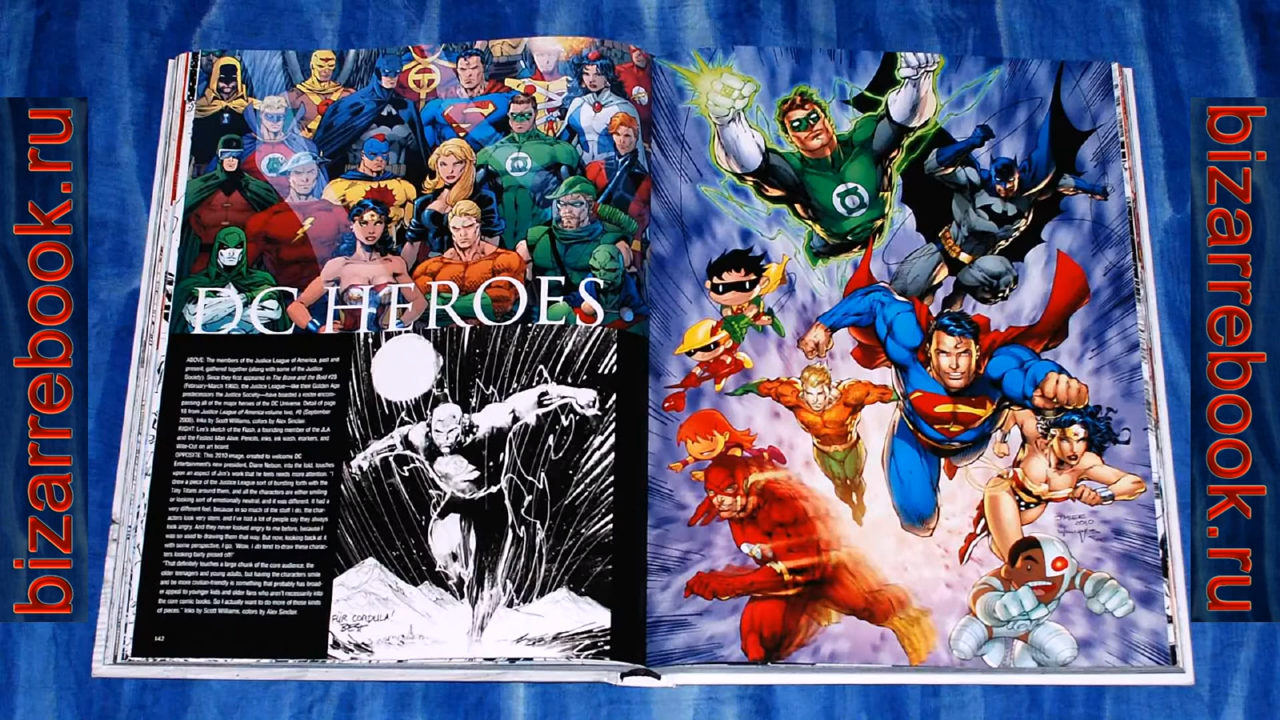 bizarrebook.ru
DC HEROES
ABOVE: The members of the Justice League of America, past and
present, gathered together (along with some of the Justice
Society). Since they first appeared in The Brave and the Bold #28
(February-March 1960), the Justice League—like their Golden Age
predecessors the Justice Society—have boasted a roster encom-
passing all of the major heroes of the DC Universe. Detail of page
18 from Justice League of America volume two, #0 (September
2006). Inks by Scott Williams, colors by Alex Sinclair.
RIGHT: Lee's sketch of the Flash, a founding member of the JLA
and the Fastest Man Alive. Pencils, inks, ink wash, markers, and
Wite-Out on art board.
OPPOSITE: This 2010 image, created to welcome DC
Entertainment's new president, Diane Nelson, into the fold, touches
upon an aspect of Jim's work that he feels needs more attention. "I
drew a piece of the Justice League sort of bursting forth with the
Tiny Titans around them, and all the characters are either smiling
or looking sort of emotionally neutral, and it was different. It had a
very different feel, because in so much of the stuff I do, the char-
acters look very stern, and I've had a lot of people say they always
look angry. And they never looked angry to me before, because I
was so used to drawing them that way. But now, looking back at it
with some perspective, I go, 'Wow, I do tend to draw these charac-
ters looking fairly pissed off!'
"That definitely touches a large chunk of the core audience, the
older teenagers and young adults, but having the characters smile
and be more civilian-friendly is something that probably has broad-
er appeal to younger kids and older fans who aren't necessarily into
the core comic books. So I actually want to do more of those kinds
of pieces." Inks by Scott Williams, colors by Alex Sinclair.
142
FUR CONDULA!
2010
bizarrebook.ru